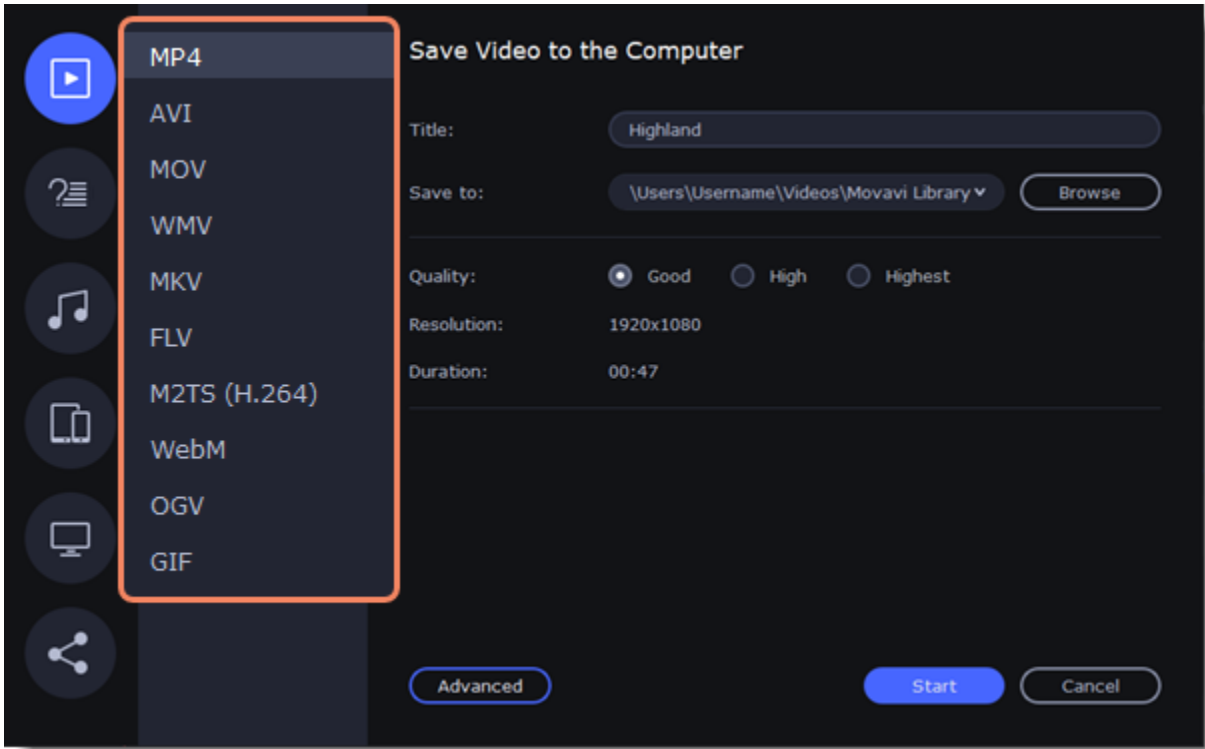 MP4
AVI
MOV
WMV
MKV
FLV
M2TS (H.264)
WebM
OGV
GIF
Save Video to the Computer
Title: Highland
Save to: \Users\Username\Videos\Movavi Library Browse
Quality: Good High Highest
Resolution: 1920x1080
Duration: 00:47
Advanced Start Cancel